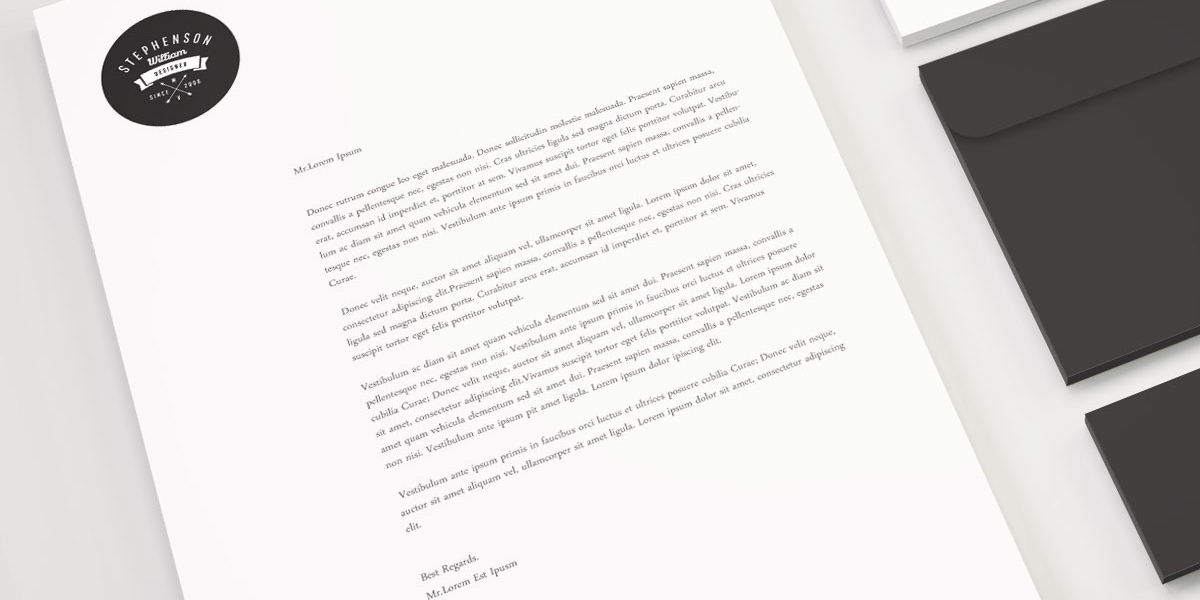 STEPHENSON
William
DESIGNER
W
SINCE 2008
V
Mr.Lorem Ipsum
Donec rutrum congue leo eget malesuada. Donec sollicitudin molestie malesuada. Praesent sapien massa,
convallis a pellentesque nec, egestas non nisi. Cras ultricies ligula sed magna dictum porta. Curabitur arcu
erat, accumsan id imperdiet et, porttitor at sem. Vivamus suscipit tortor eget felis porttitor volutpat. Vestibu-
lum ac diam sit amet quam vehicula elementum sed sit amet dui. Praesent sapien massa, convallis a pellen-
tesque nec, egestas non nisi. Vestibulum ante ipsum primis in faucibus orci luctus et ultrices posuere cubilia
Curae.
Donec velit neque, auctor sit amet aliquam vel, ullamcorper sit amet ligula. Lorem ipsum dolor sit amet,
consectetur adipiscing elit.Praesent sapien massa, convallis a pellentesque nec, egestas non nisi. Cras ultricies
ligula sed magna dictum porta. Curabitur arcu erat, accumsan id imperdiet et, porttitor at sem. Vivamus
suscipit tortor eget felis porttitor volutpat.
Vestibulum ac diam sit amet quam vehicula elementum sed sit amet dui. Praesent sapien massa, convallis a
pellentesque nec, egestas non nisi. Vestibulum ante ipsum primis in faucibus orci luctus et ultrices posuere
cubilia Curae; Donec velit neque, auctor sit amet aliquam vel, ullamcorper sit amet ligula. Lorem ipsum dolor
sit amet, consectetur adipiscing elit.Vivamus suscipit tortor eget felis porttitor volutpat. Vestibulum ac diam sit
amet quam vehicula elementum sed sit amet dui. Praesent sapien massa, convallis a pellentesque nec, egestas
non nisi. Vestibulum ante ipsum pit amet ligula. Lorem ipsum dolor ipiscing elit.
Vestibulum ante ipsum primis in faucibus orci luctus et ultrices posuere cubilia Curae; Donec velit neque,
auctor sit amet aliquam vel, ullamcorper sit amet ligula. Lorem ipsum dolor sit amet, consectetur adipiscing
elit.
Best Regards.
Mr.Lorem Est Ipusm